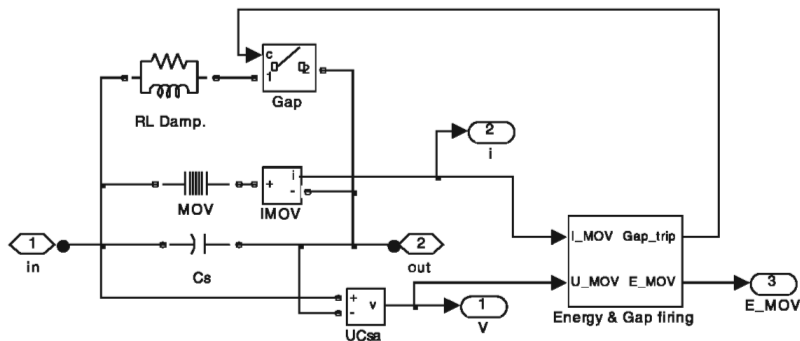 c
1
2
Gap
RL Damp.
2
i
+
i
-
MOV
IMOV
1
in
Cs
2
out
I_MOV
Gap_trip
U_MOV
E_MOV
Energy & Gap firing
3
E_MOV
+
-
v
UCsa
1
V